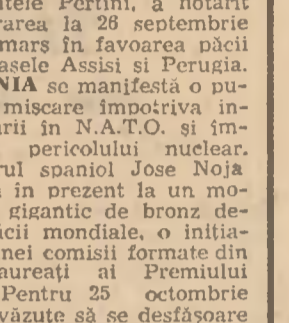 tele Pertini, a hotărît
rarea la 26 septembrie
marș în favoarea păcii
așele Assisi și Perugia.
NIA se manifestă o pu-
mișcare împotriva in-
rii în N.A.T.O. și îm-
pericolului nuclear.
rul spaniol Jose Noja
în prezent la un mo-
gigantic de bronz de-
cii mondiale, o iniția-
nei comisii formate din
aureați ai Premiului
Pentru 25 octombrie
văzute să se desfășoare